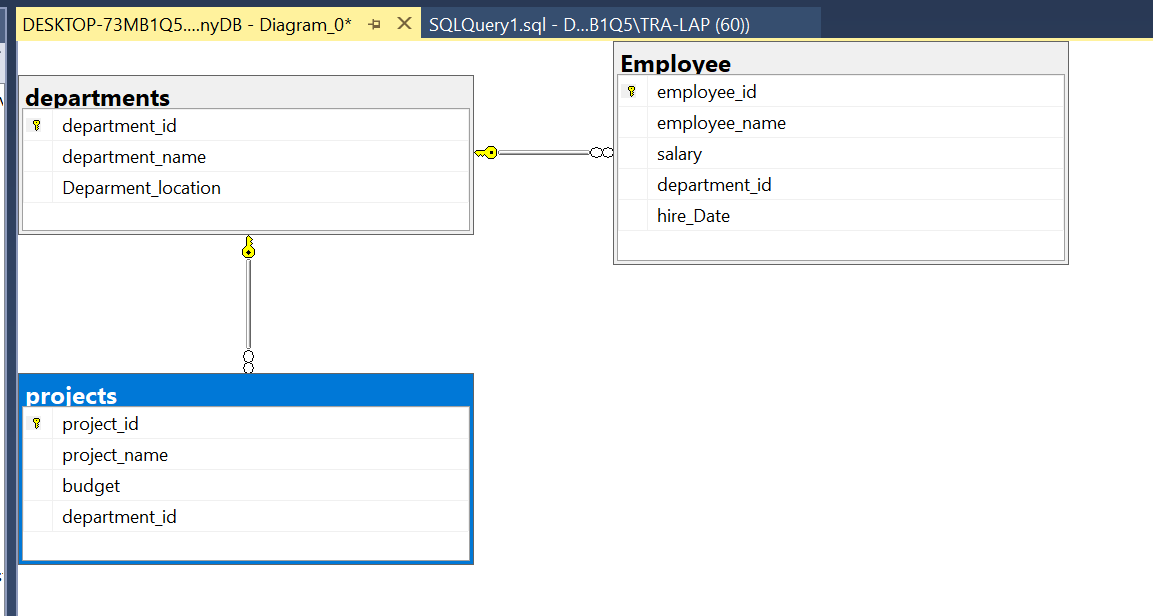 DESKTOP-73MB1Q5....nyDB - Diagram_0*
SQLQuery1.sql - D...B1Q5\TRA-LAP (60))
departments
department_id
department_name
Deparment_location
Employee
employee_id
employee_name
salary
department_id
hire_Date
projects
project_id
project_name
budget
department_id